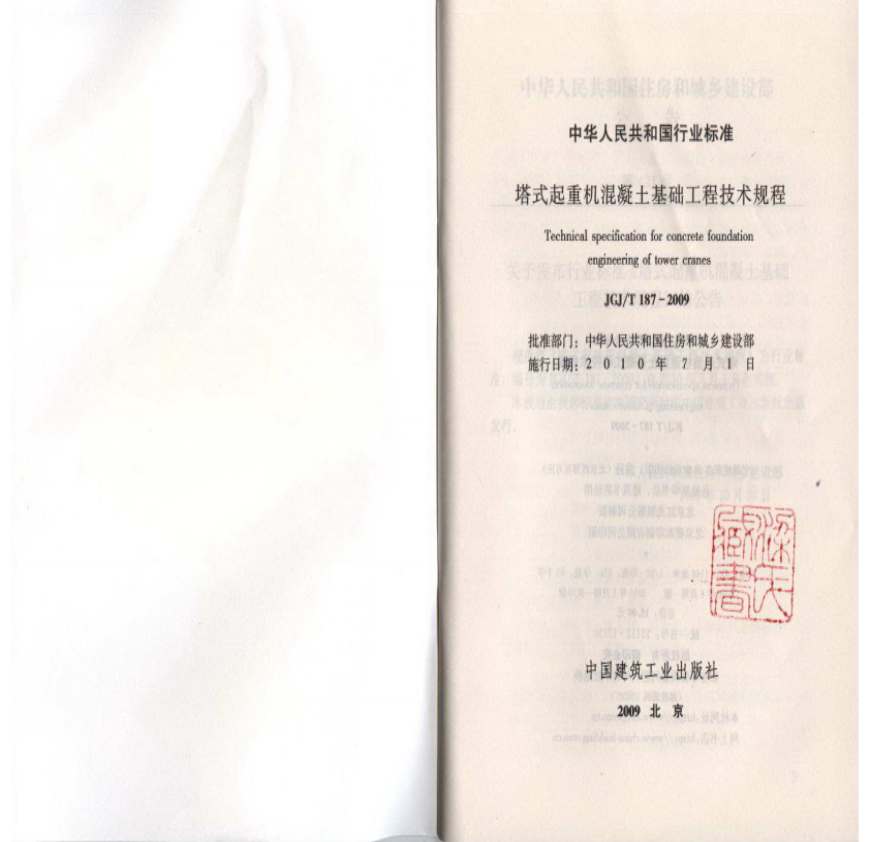 中华人民共和国行业标准
塔式起重机混凝土基础工程技术规程
Technical specification for concrete foundation
engineering of tower cranes
JGJ/T 187-2009
批准部门：中华人民共和国住房和城乡建设部
施行日期：2010年7月1日
中国建筑工业出版社
2009 北 京